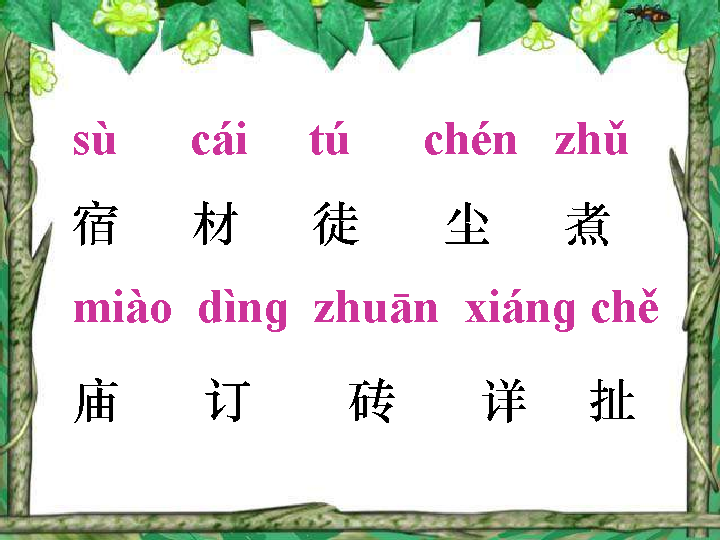 sù cái tú chén zhǔ
宿 材 徒 尘 煮
miào dìng zhuān xiáng chě
庙 订 砖 详 扯